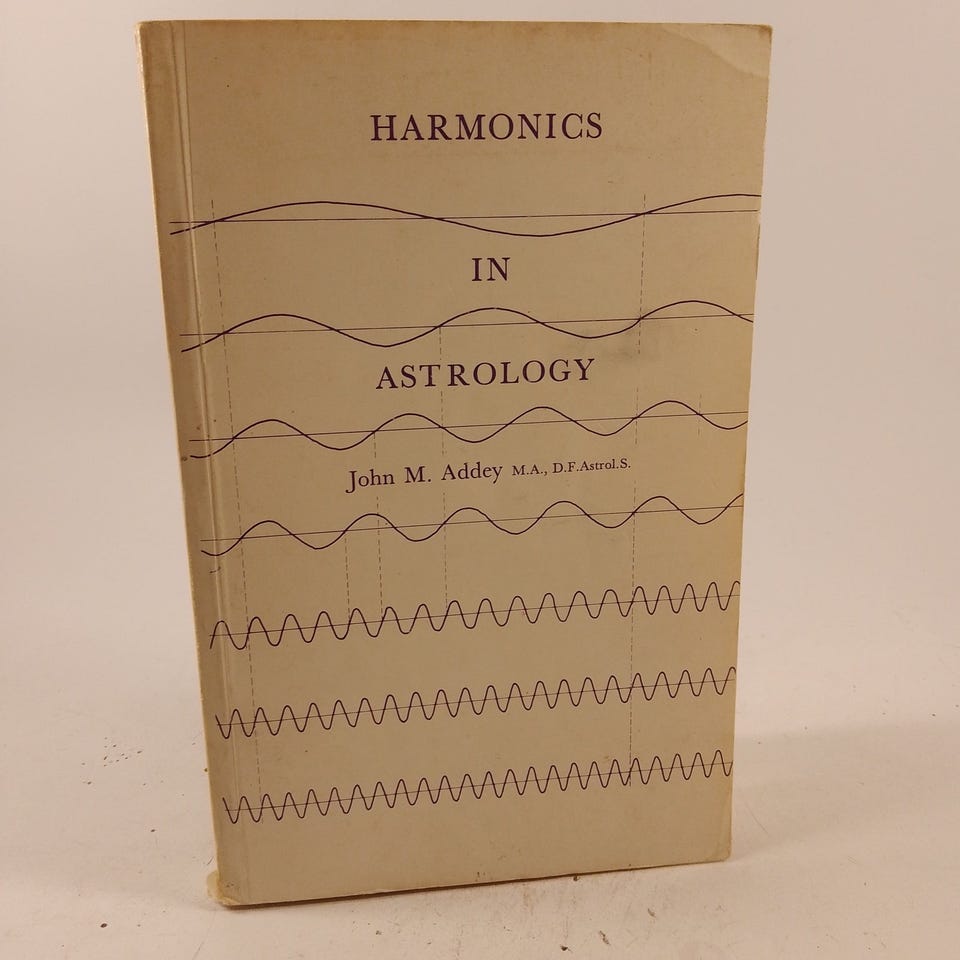 HARMONICS
IN
ASTROLOGY
John M. Addey M.A., D.F.Astrol.S.